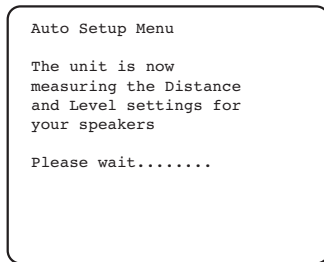 Auto Setup Menu
The unit is now
measuring the Distance
and Level settings for
your speakers
Please wait........